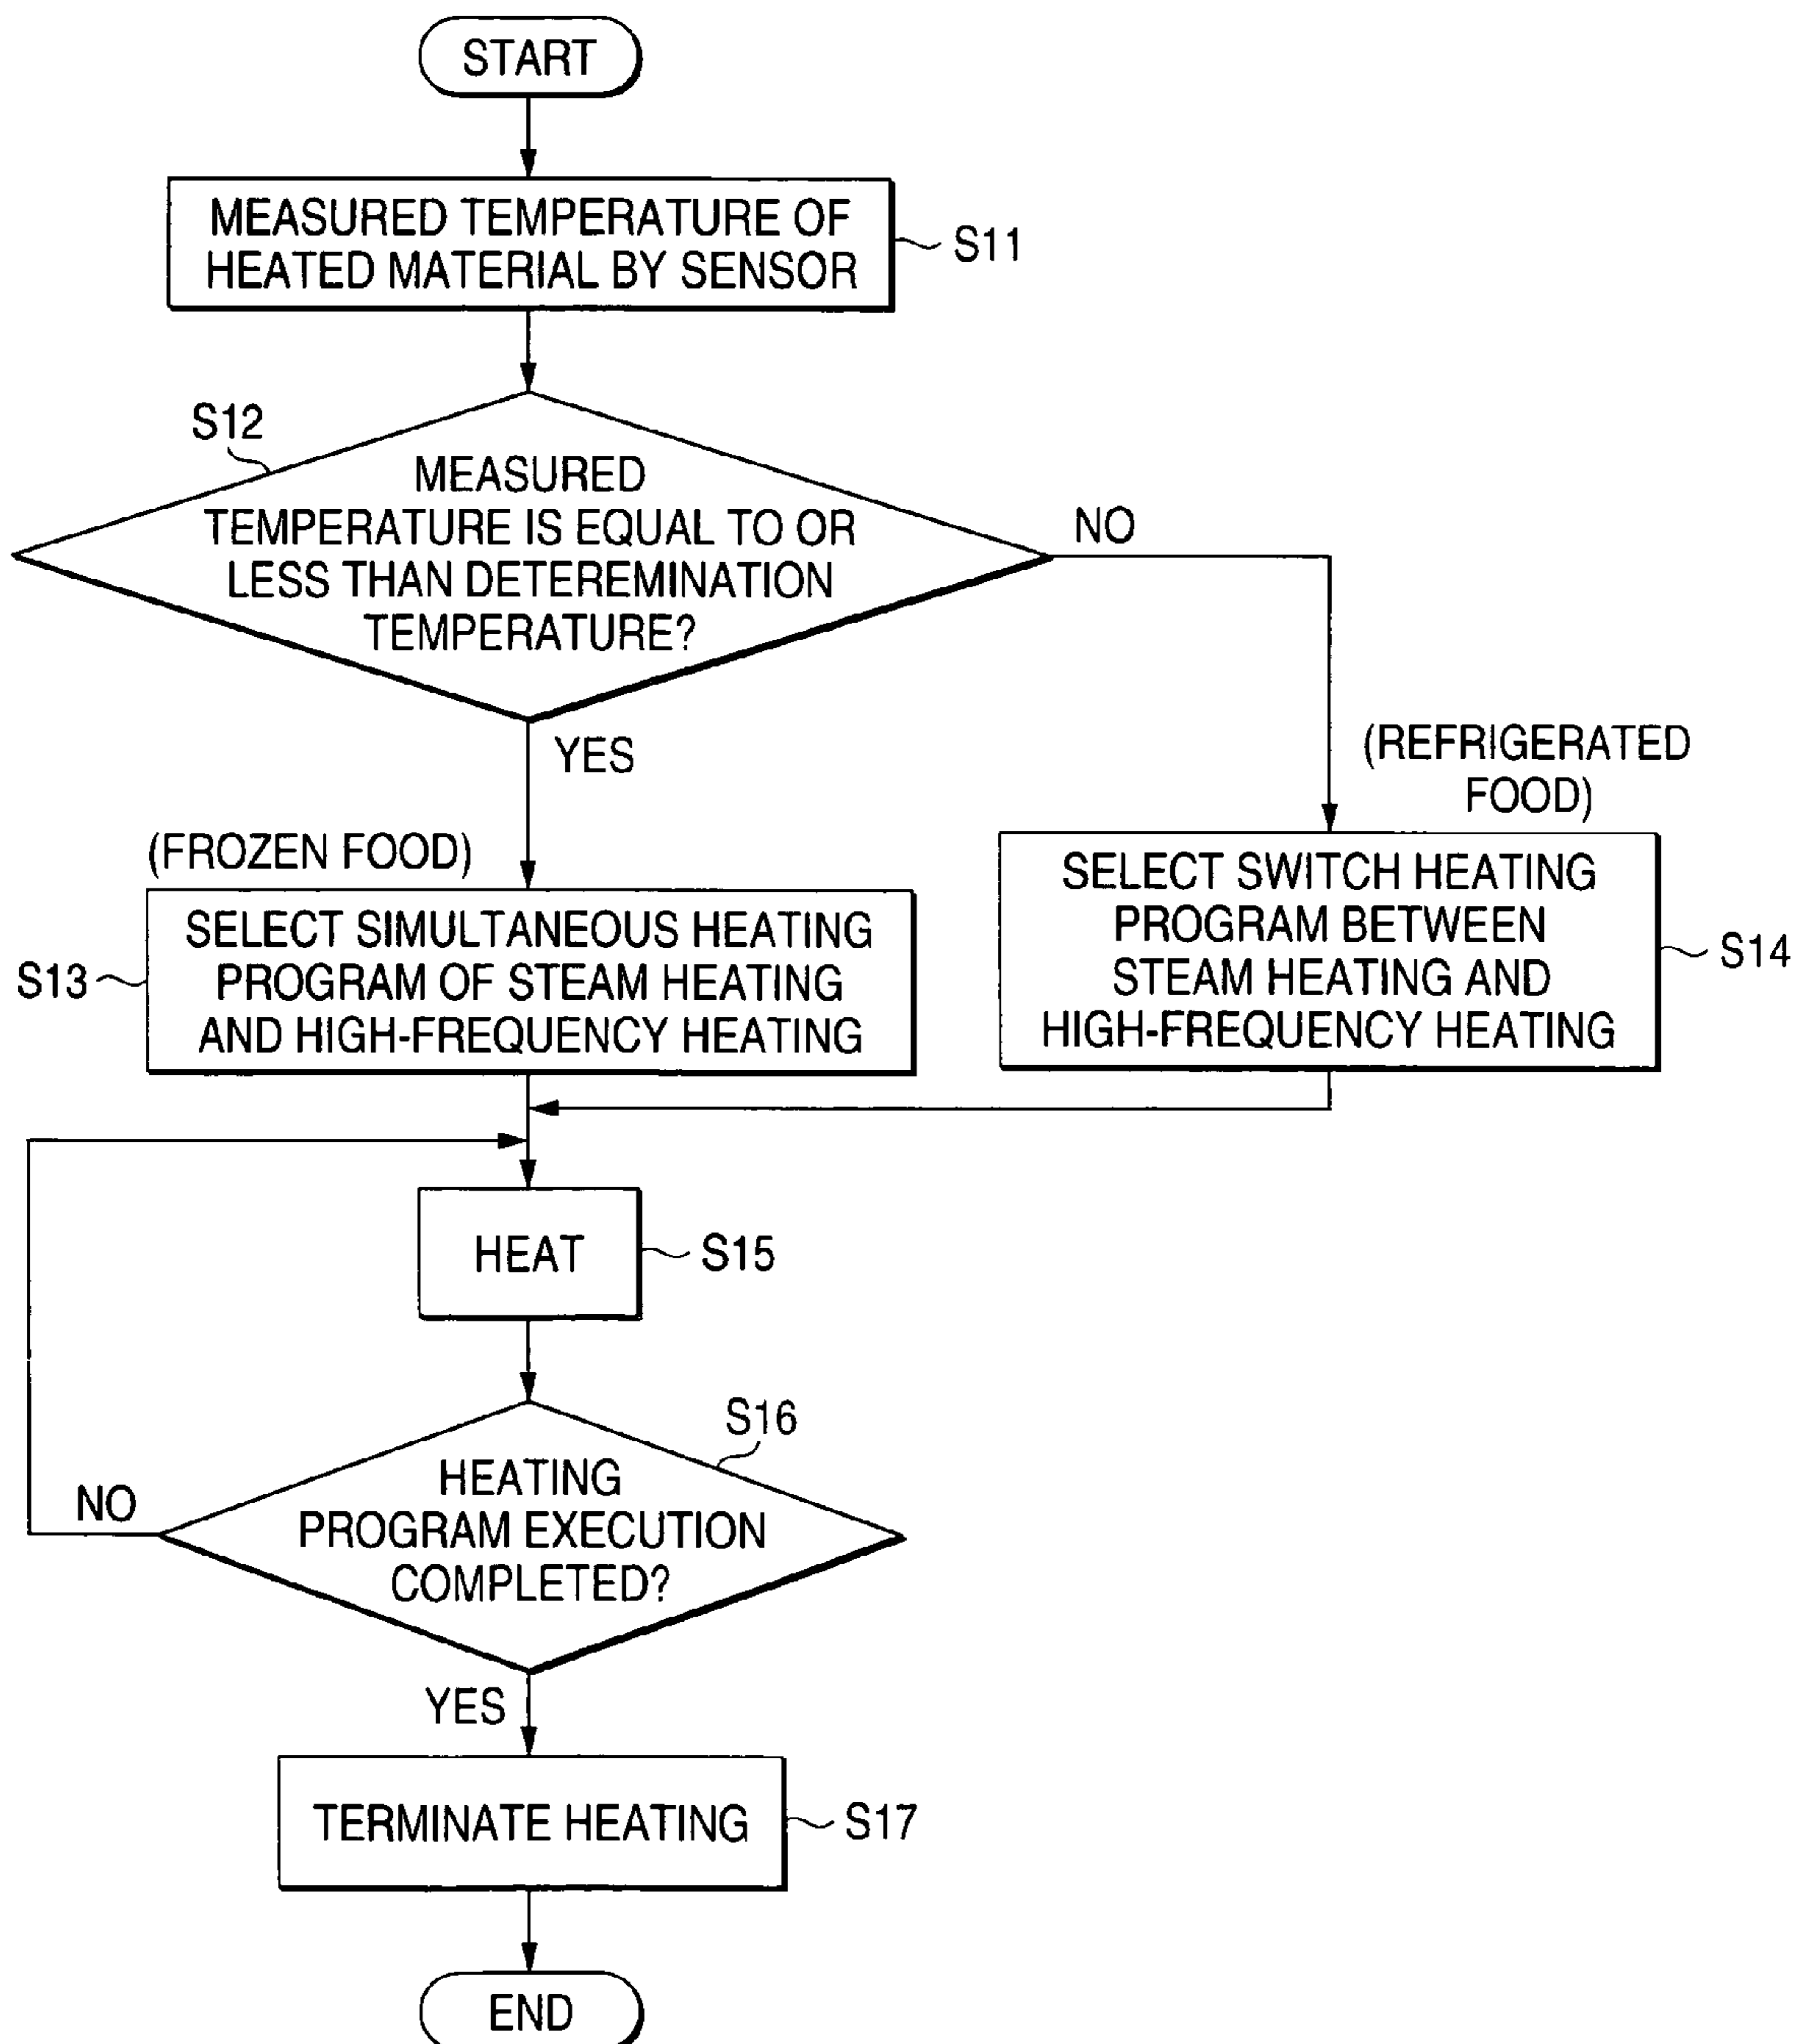 START
MEASURED TEMPERATURE OF
HEATED MATERIAL BY SENSOR
S11
S12
MEASURED
TEMPERATURE IS EQUAL TO OR
LESS THAN DETEREMINATION
TEMPERATURE?
NO
YES
(REFRIGERATED
FOOD)
(FROZEN FOOD)
SELECT SIMULTANEOUS HEATING
PROGRAM OF STEAM HEATING
AND HIGH-FREQUENCY HEATING
S13
SELECT SWITCH HEATING
PROGRAM BETWEEN
STEAM HEATING AND
HIGH-FREQUENCY HEATING
S14
HEAT
S15
S16
HEATING
PROGRAM EXECUTION
COMPLETED?
NO
YES
TERMINATE HEATING
S17
END